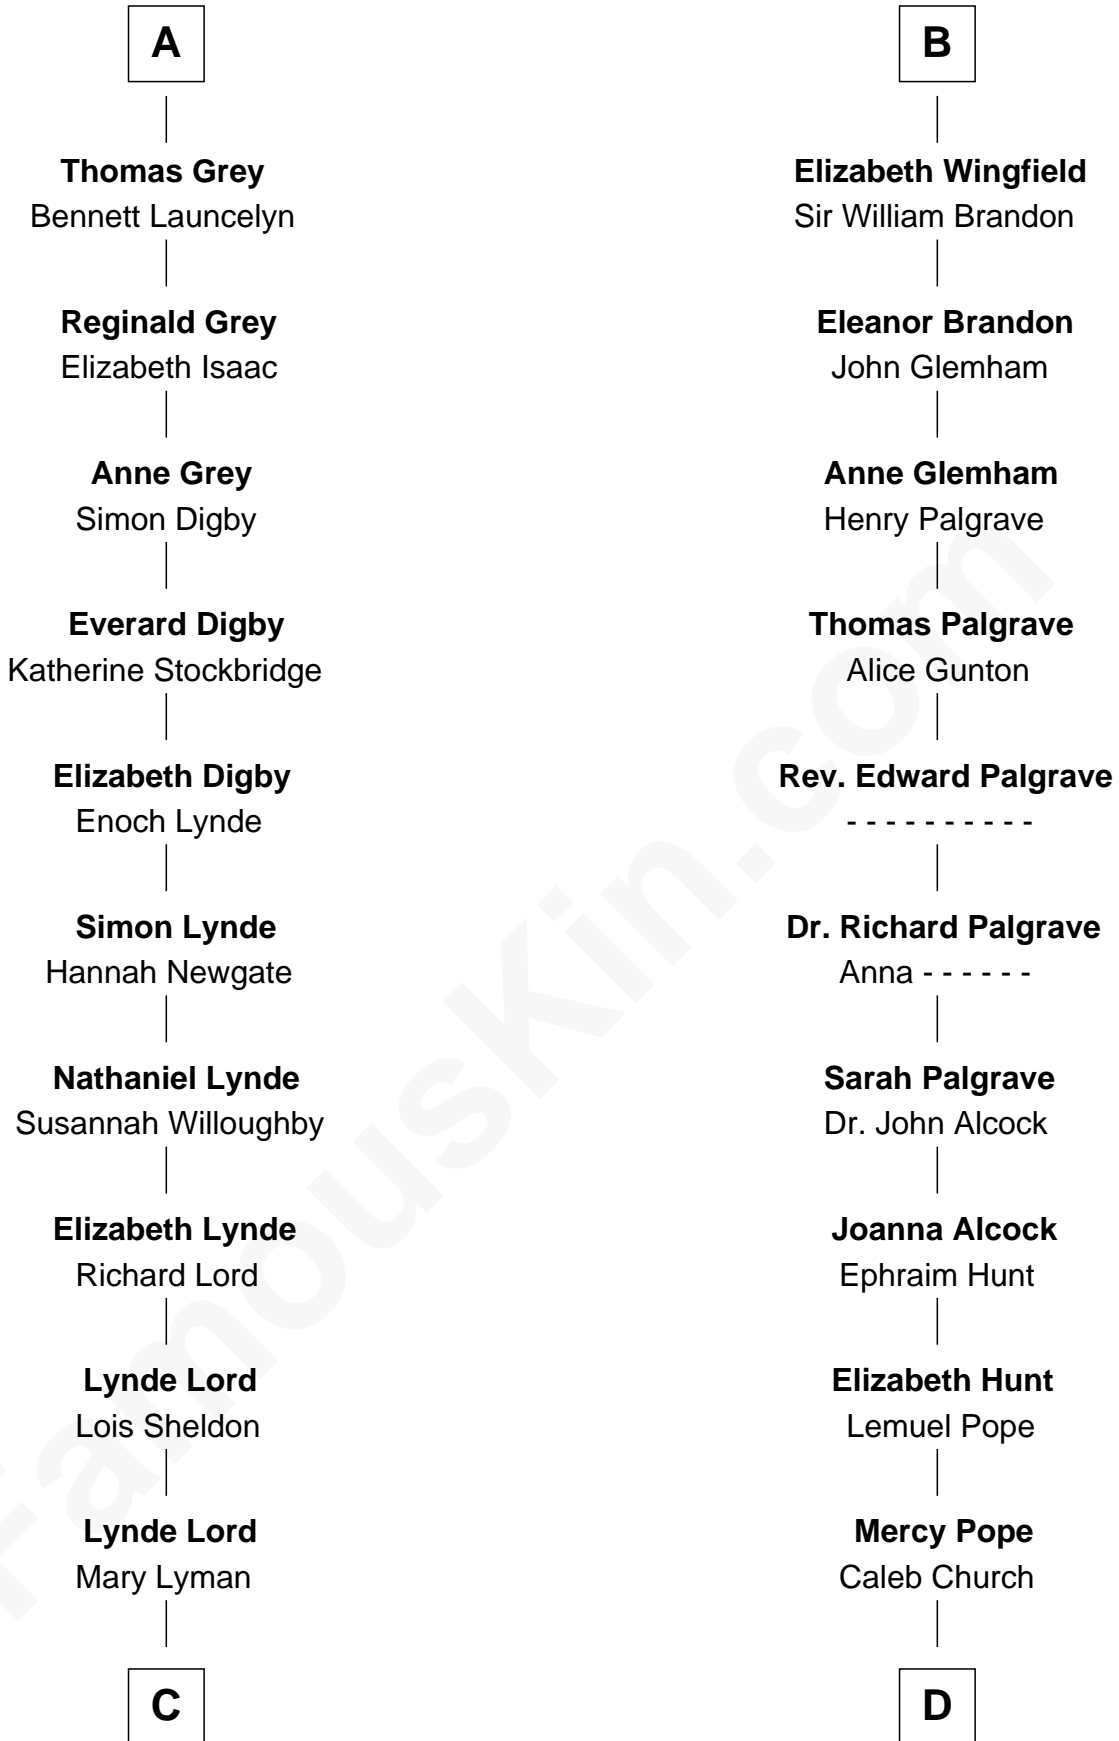 A
Thomas Grey
Bennett Launcelyn
Reginald Grey
Elizabeth Isaac
Anne Grey
Simon Digby
Everard Digby
Katherine Stockbridge
Elizabeth Digby
Enoch Lynde
Simon Lynde
Hannah Newgate
Nathaniel Lynde
Susannah Willoughby
Elizabeth Lynde
Richard Lord
Lynde Lord
Lois Sheldon
Lynde Lord
Mary Lyman
C
B
Elizabeth Wingfield
Sir William Brandon
Eleanor Brandon
John Glemham
Anne Glemham
Henry Palgrave
Thomas Palgrave
Alice Gunton
Rev. Edward Palgrave
- - - - - - - - - -
Dr. Richard Palgrave
Anna - - - - - -
Sarah Palgrave
Dr. John Alcock
Joanna Alcock
Ephraim Hunt
Elizabeth Hunt
Lemuel Pope
Mercy Pope
Caleb Church
D
FamousKin.com